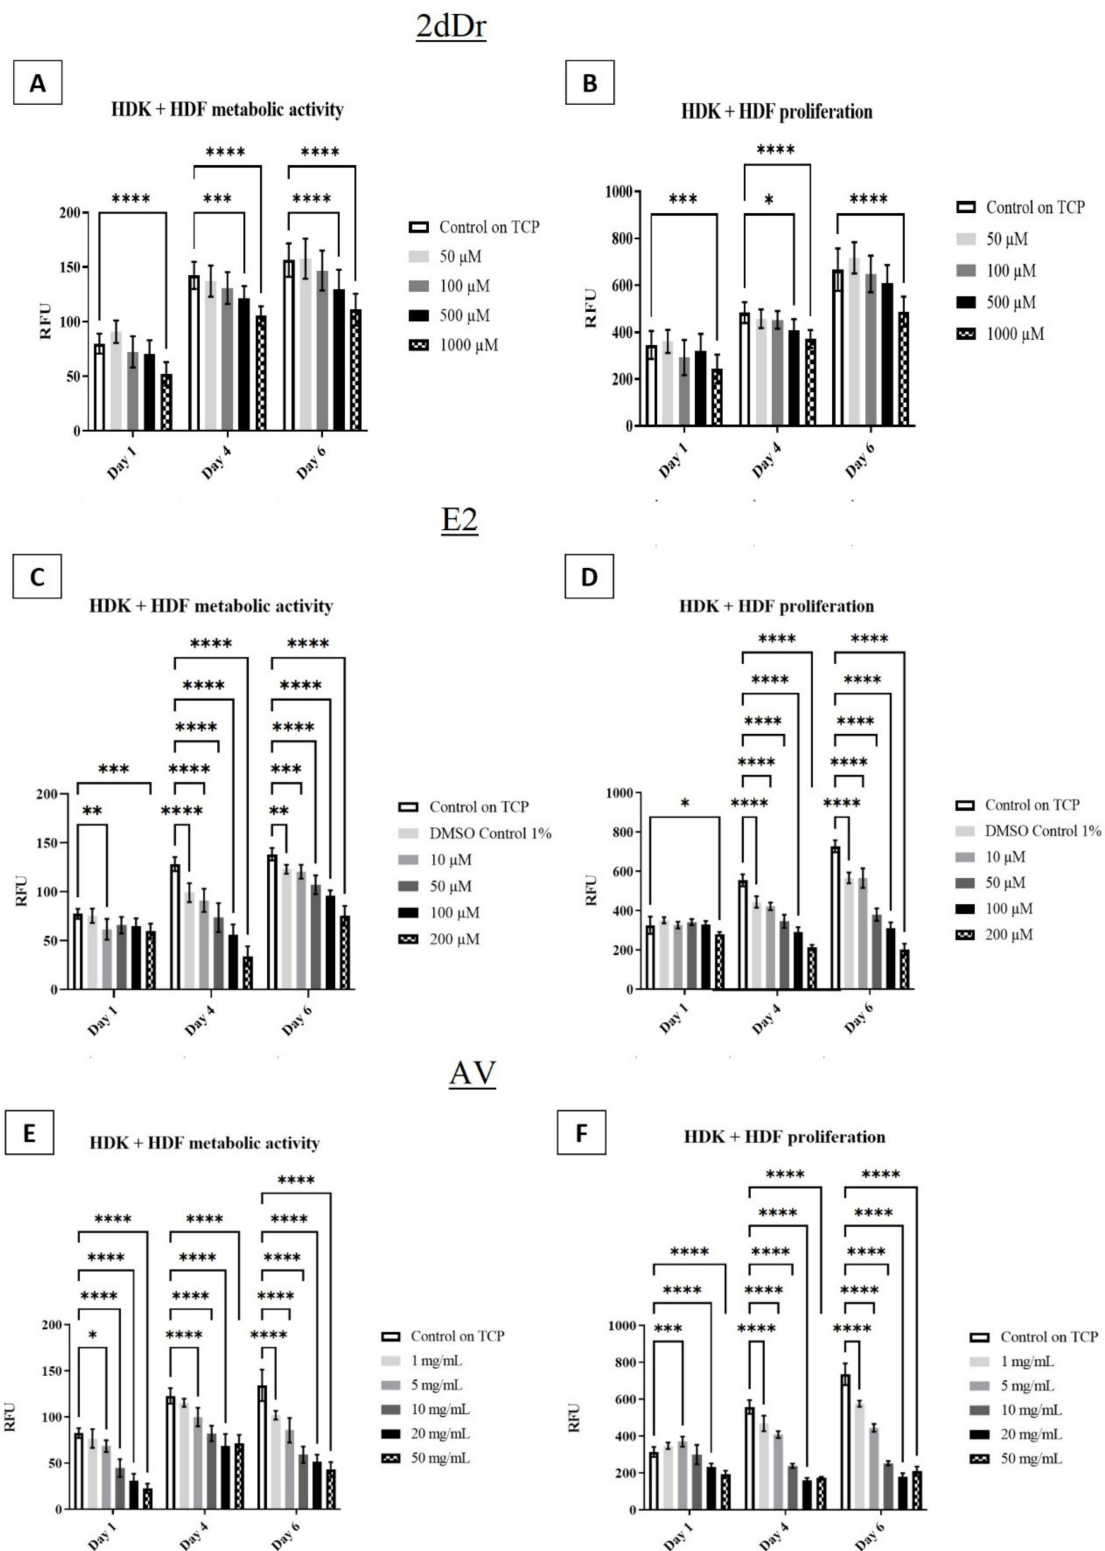 2dDr
A
HDK + HDF metabolic activity
****
****
****
***
****
200
150
100
50
0
RFU
Day 1
Day 4
Day 6
Control on TCP
50 µM
100 µM
500 µM
1000 µM
B
HDK + HDF proliferation
****
***
*
****
1000
800
600
400
200
0
RFU
Day 1
Day 4
Day 6
Control on TCP
50 µM
100 µM
500 µM
1000 µM
E2
C
HDK + HDF metabolic activity
****
****
****
****
****
****
***
****
***
**
****
**
200
150
100
50
0
RFU
Day 1
Day 4
Day 6
Control on TCP
DMSO Control 1%
10 µM
50 µM
100 µM
200 µM
D
HDK + HDF proliferation
****
****
****
****
****
****
****
****
*
****
****
1000
800
600
400
200
0
RFU
Day 1
Day 4
Day 6
Control on TCP
DMSO Control 1%
10 µM
50 µM
100 µM
200 µM
AV
E
HDK + HDF metabolic activity
****
****
****
****
****
****
****
****
****
****
*
****
****
200
150
100
50
0
RFU
Day 1
Day 4
Day 6
Control on TCP
1 mg/mL
5 mg/mL
10 mg/mL
20 mg/mL
50 mg/mL
F
HDK + HDF proliferation
****
****
****
****
****
****
****
****
****
****
***
****
****
1000
800
600
400
200
0
RFU
Day 1
Day 4
Day 6
Control on TCP
1 mg/mL
5 mg/mL
10 mg/mL
20 mg/mL
50 mg/mL